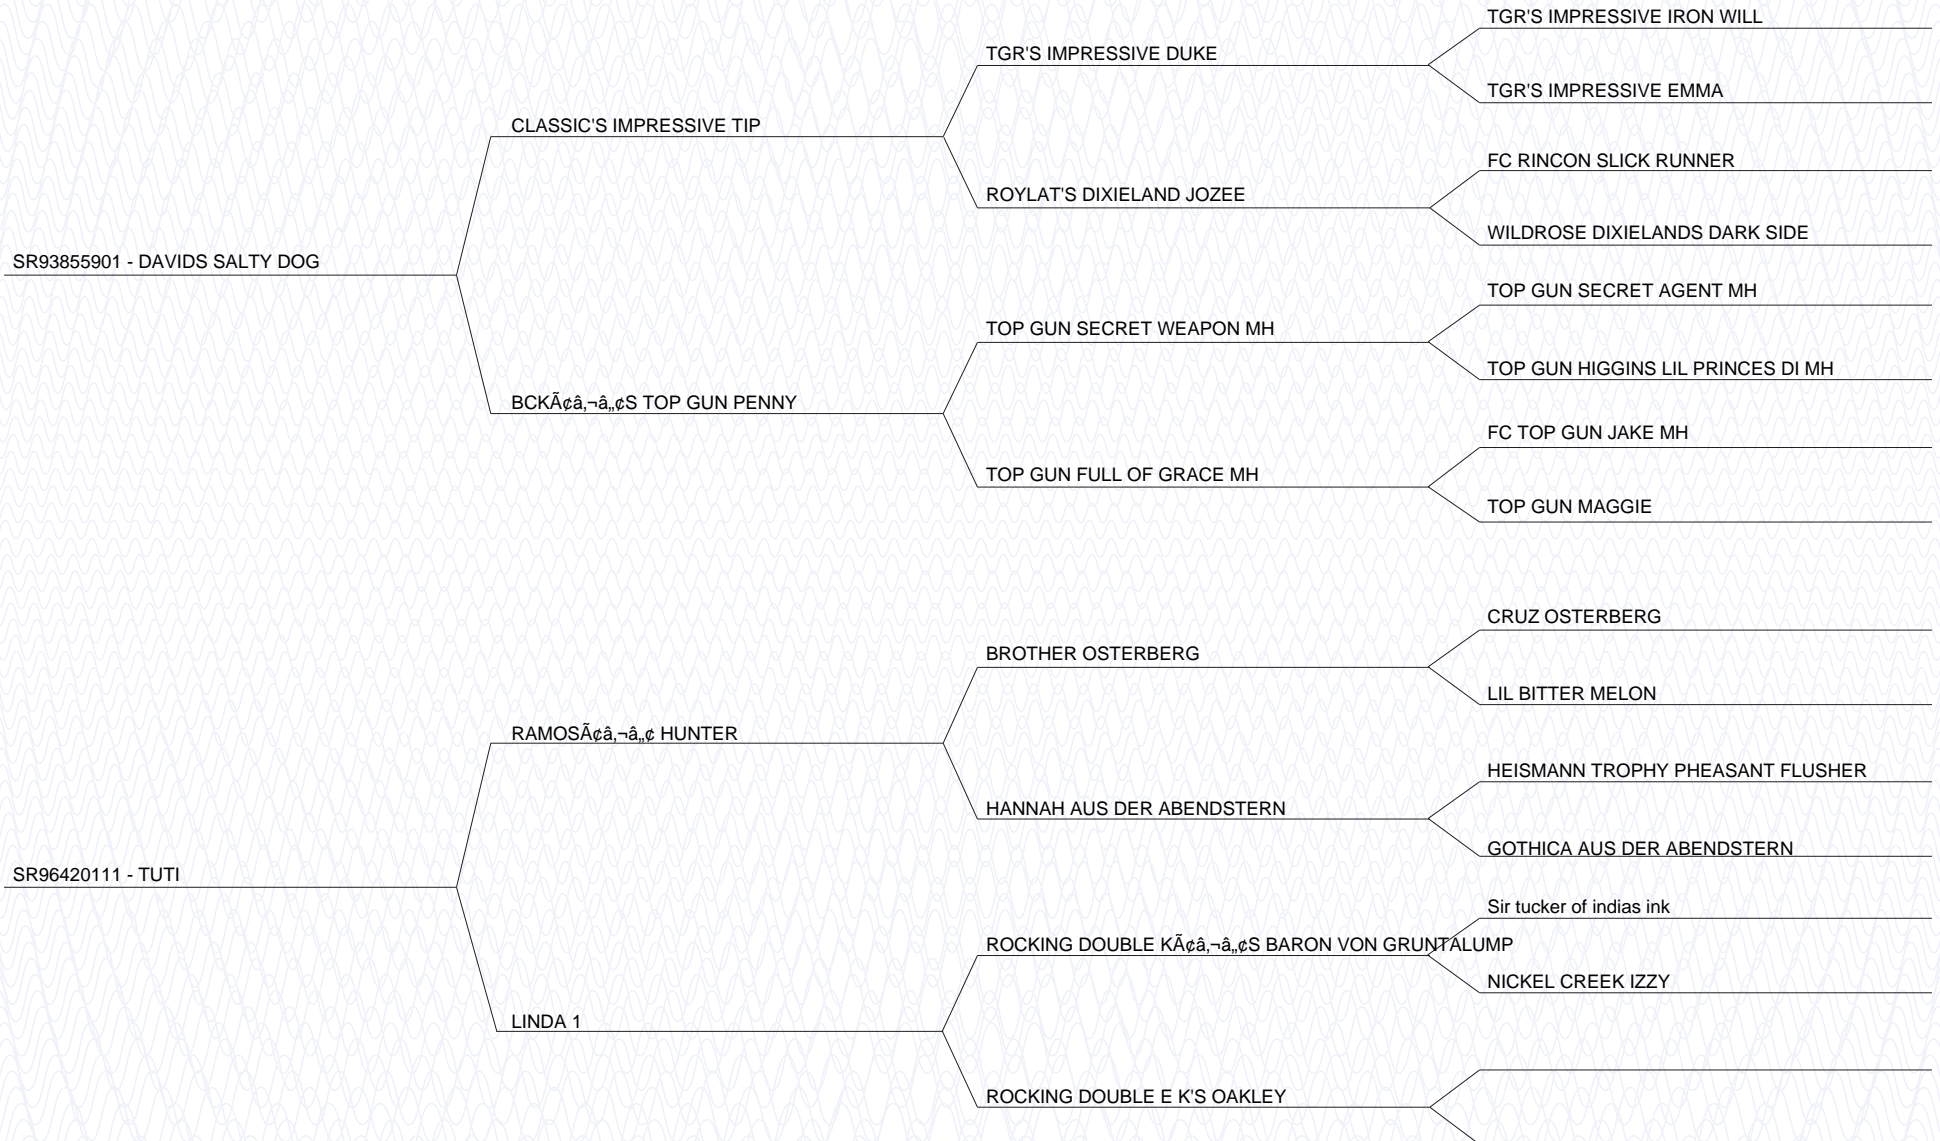 TGR'S IMPRESSIVE IRON WILL
TGR'S IMPRESSIVE DUKE
TGR'S IMPRESSIVE EMMA
CLASSIC'S IMPRESSIVE TIP
FC RINCON SLICK RUNNER
ROYLAT'S DIXIELAND JOZEE
WILDROSE DIXIELANDS DARK SIDE
SR93855901 - DAVIDS SALTY DOG
TOP GUN SECRET AGENT MH
TOP GUN SECRET WEAPON MH
TOP GUN HIGGINS LIL PRINCES DI MH
BCKÃ¢â‚¬â„¢S TOP GUN PENNY
FC TOP GUN JAKE MH
TOP GUN FULL OF GRACE MH
TOP GUN MAGGIE
CRUZ OSTERBERG
BROTHER OSTERBERG
LIL BITTER MELON
RAMOSÃ¢â‚¬â„¢ HUNTER
HEISMANN TROPHY PHEASANT FLUSHER
HANNAH AUS DER ABENDSTERN
GOTHICA AUS DER ABENDSTERN
SR96420111 - TUTI
Sir tucker of indias ink
ROCKING DOUBLE KÃ¢â‚¬â„¢S BARON VON GRUNTALUMP
NICKEL CREEK IZZY
LINDA 1
ROCKING DOUBLE E K'S OAKLEY